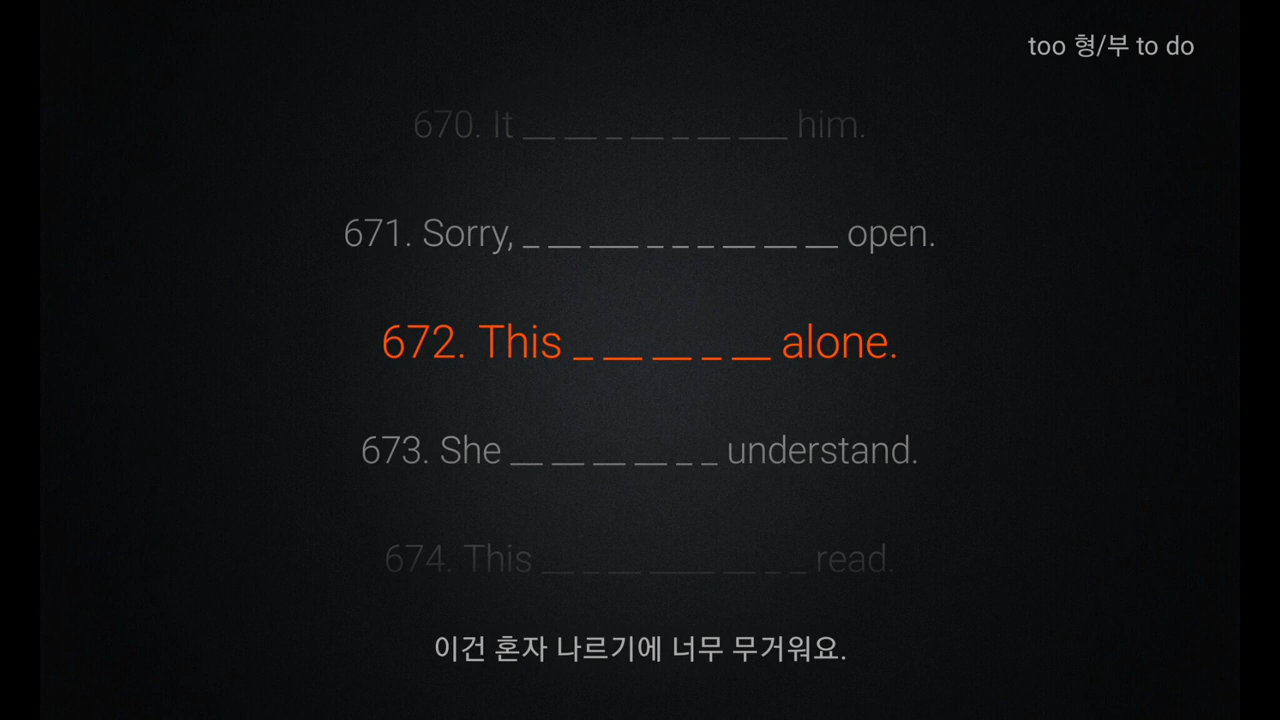 too 형/부 to do
670. It __ __ _ __ _ __ ___ him.
671. Sorry, _ __ ___ _ _ _ __ __ __ open.
672. This _ __ __ _ __ alone.
673. She __ __ __ __ _ _ understand.
674. This __ _ __ ____ __ _ _ read.
이건 혼자 나르기에 너무 무거워요.